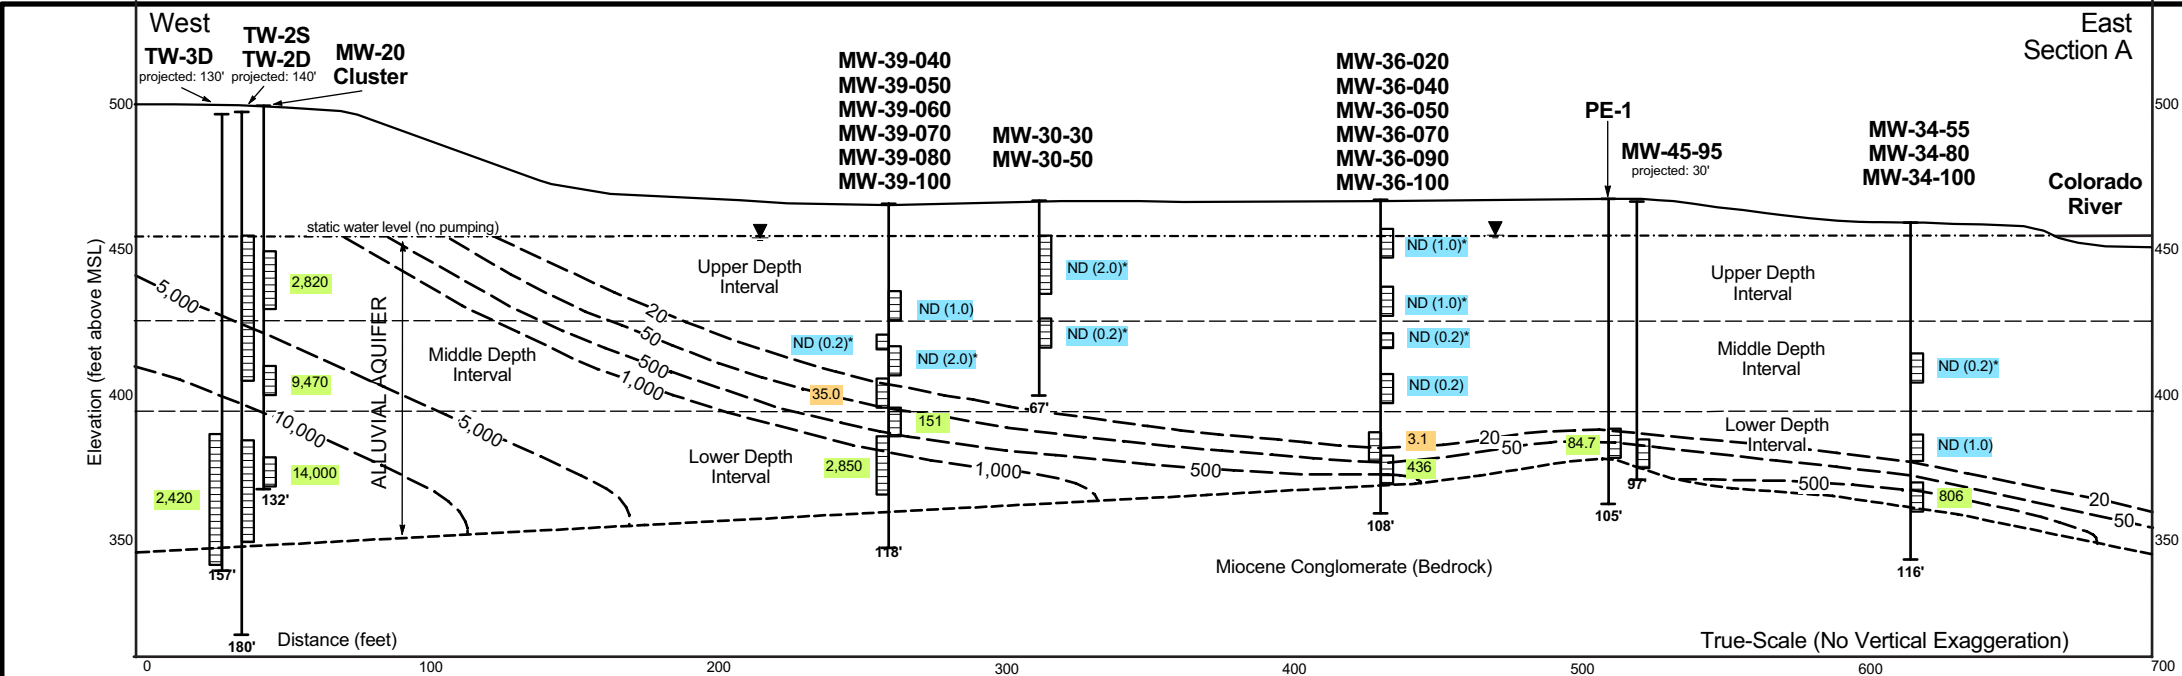 West
East
Section A
TW-3D
projected: 130'
TW-2S
TW-2D
projected: 140'
MW-20
Cluster
MW-39-040
MW-39-050
MW-39-060
MW-39-070
MW-39-080
MW-39-100
MW-30-30
MW-30-50
MW-36-020
MW-36-040
MW-36-050
MW-36-070
MW-36-090
MW-36-100
PE-1
MW-45-95
projected: 30'
MW-34-55
MW-34-80
MW-34-100
Colorado
River
Elevation (feet above MSL)
500
450
400
350
500
450
400
350
static water level (no pumping)
ALLUVIAL AQUIFER
Upper Depth
Interval
Middle Depth
Interval
Lower Depth
Interval
Upper Depth
Interval
Middle Depth
Interval
Lower Depth
Interval
5,000
10,000
5,000
20
50
500
1,000
1,000
500
20
50
500
20
50
2,820
9,470
14,000
2,420
ND (1.0)
ND (0.2)*
ND (2.0)*
35.0
151
2,850
ND (2.0)*
ND (0.2)*
ND (1.0)*
ND (1.0)*
ND (0.2)*
ND (0.2)
3.1
436
84.7
ND (0.2)*
ND (1.0)
806
157'
180'
132'
118'
67'
108'
105'
97'
116'
Miocene Conglomerate (Bedrock)
Distance (feet)
True-Scale (No Vertical Exaggeration)
0
100
200
300
400
500
600
700